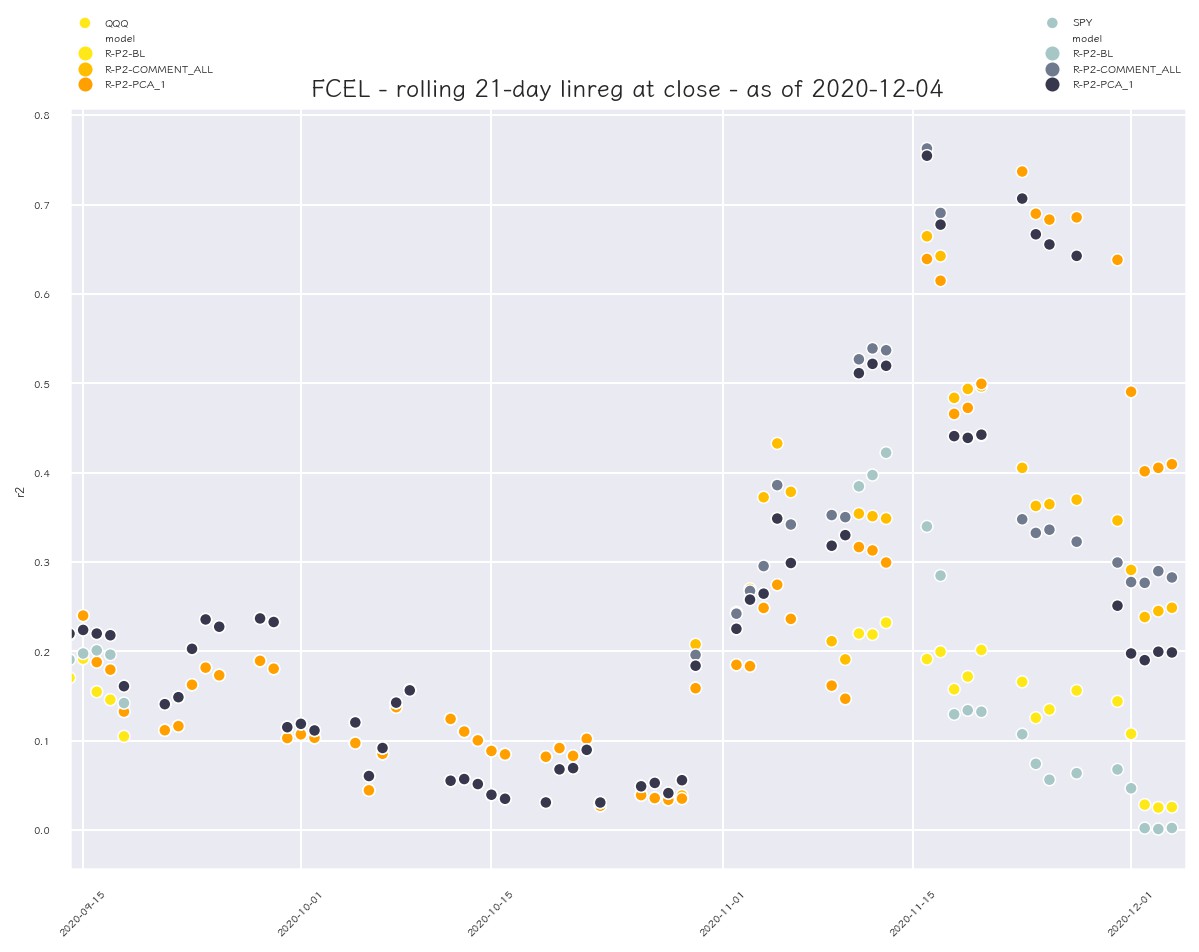 QQQ
model
R-P2-BL
R-P2-COMMENT_ALL
R-P2-PCA_1
SPY
model
R-P2-BL
R-P2-COMMENT_ALL
R-P2-PCA_1
FCEL - rolling 21-day linreg at close - as of 2020-12-04
r2
0.8
0.7
0.6
0.5
0.4
0.3
0.2
0.1
0.0
2020-09-15
2020-10-01
2020-10-15
2020-11-01
2020-11-15
2020-12-01